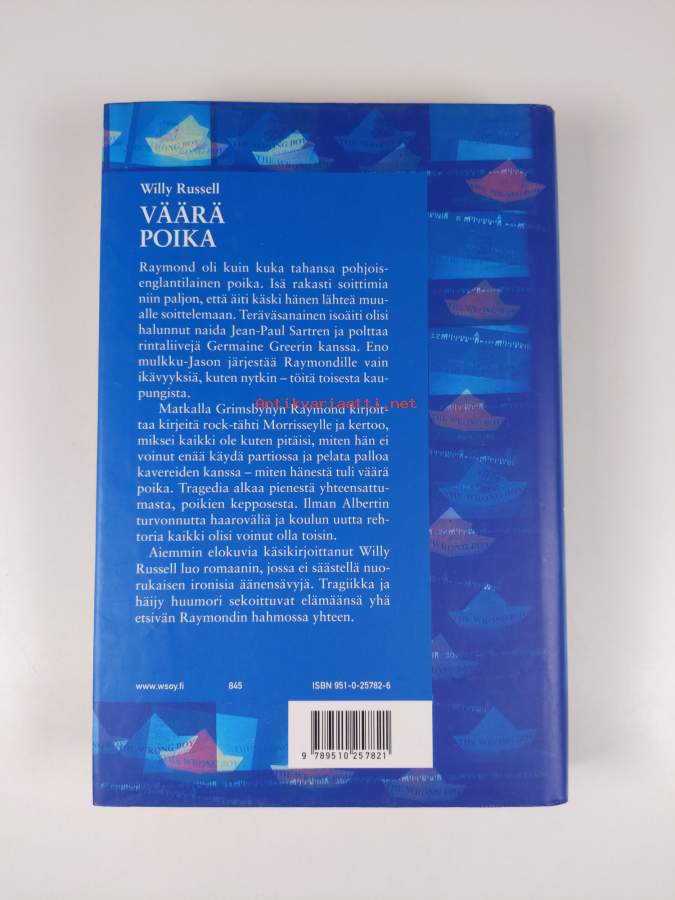 Willy Russell
VÄÄRÄ
POIKA
Raymond oli kuin kuka tahansa pohjois-
englantilainen poika. Isä rakasti soittimia
niin paljon, että äiti käski hänen lähteä muu-
alle soittelemaan. Teräväsanainen isoäiti olisi
halunnut naida Jean-Paul Sartren ja polttaa
rintaliivejä Germaine Greerin kanssa. Eno
mulkku-Jason järjestää Raymondille vain
ikävyyksiä, kuten nytkin – töitä toisesta kau-
pungista.
Antikvariaatti.net
Matkalla Grimsbyhyn Raymond kirjoit-
taa kirjeitä rock-tähti Morrisseylle ja kertoo,
miksei kaikki ole kuten pitäisi, miten hän ei
voinut enää käydä partiossa ja pelata palloa
kavereiden kanssa – miten hänestä tuli väärä
poika. Tragedia alkaa pienestä yhteensattu-
masta, poikien kepposesta. Ilman Albertin
turvonnutta haaroväliä ja koulun uutta reh-
toria kaikki olisi voinut olla toisin.
Aiemmin elokuvia käsikirjoittanut Willy
Russell luo romaanin, jossa ei säästellä nuo-
rukaisen ironisia äänensävyjä. Tragiikka ja
häijy huumori sekoittuvat elämäänsä yhä
etsivän Raymondin hahmossa yhteen.
www.wsoy.fi 845 ISBN 951-0-25782-6
9 789510 257821
THE WRONG BOY